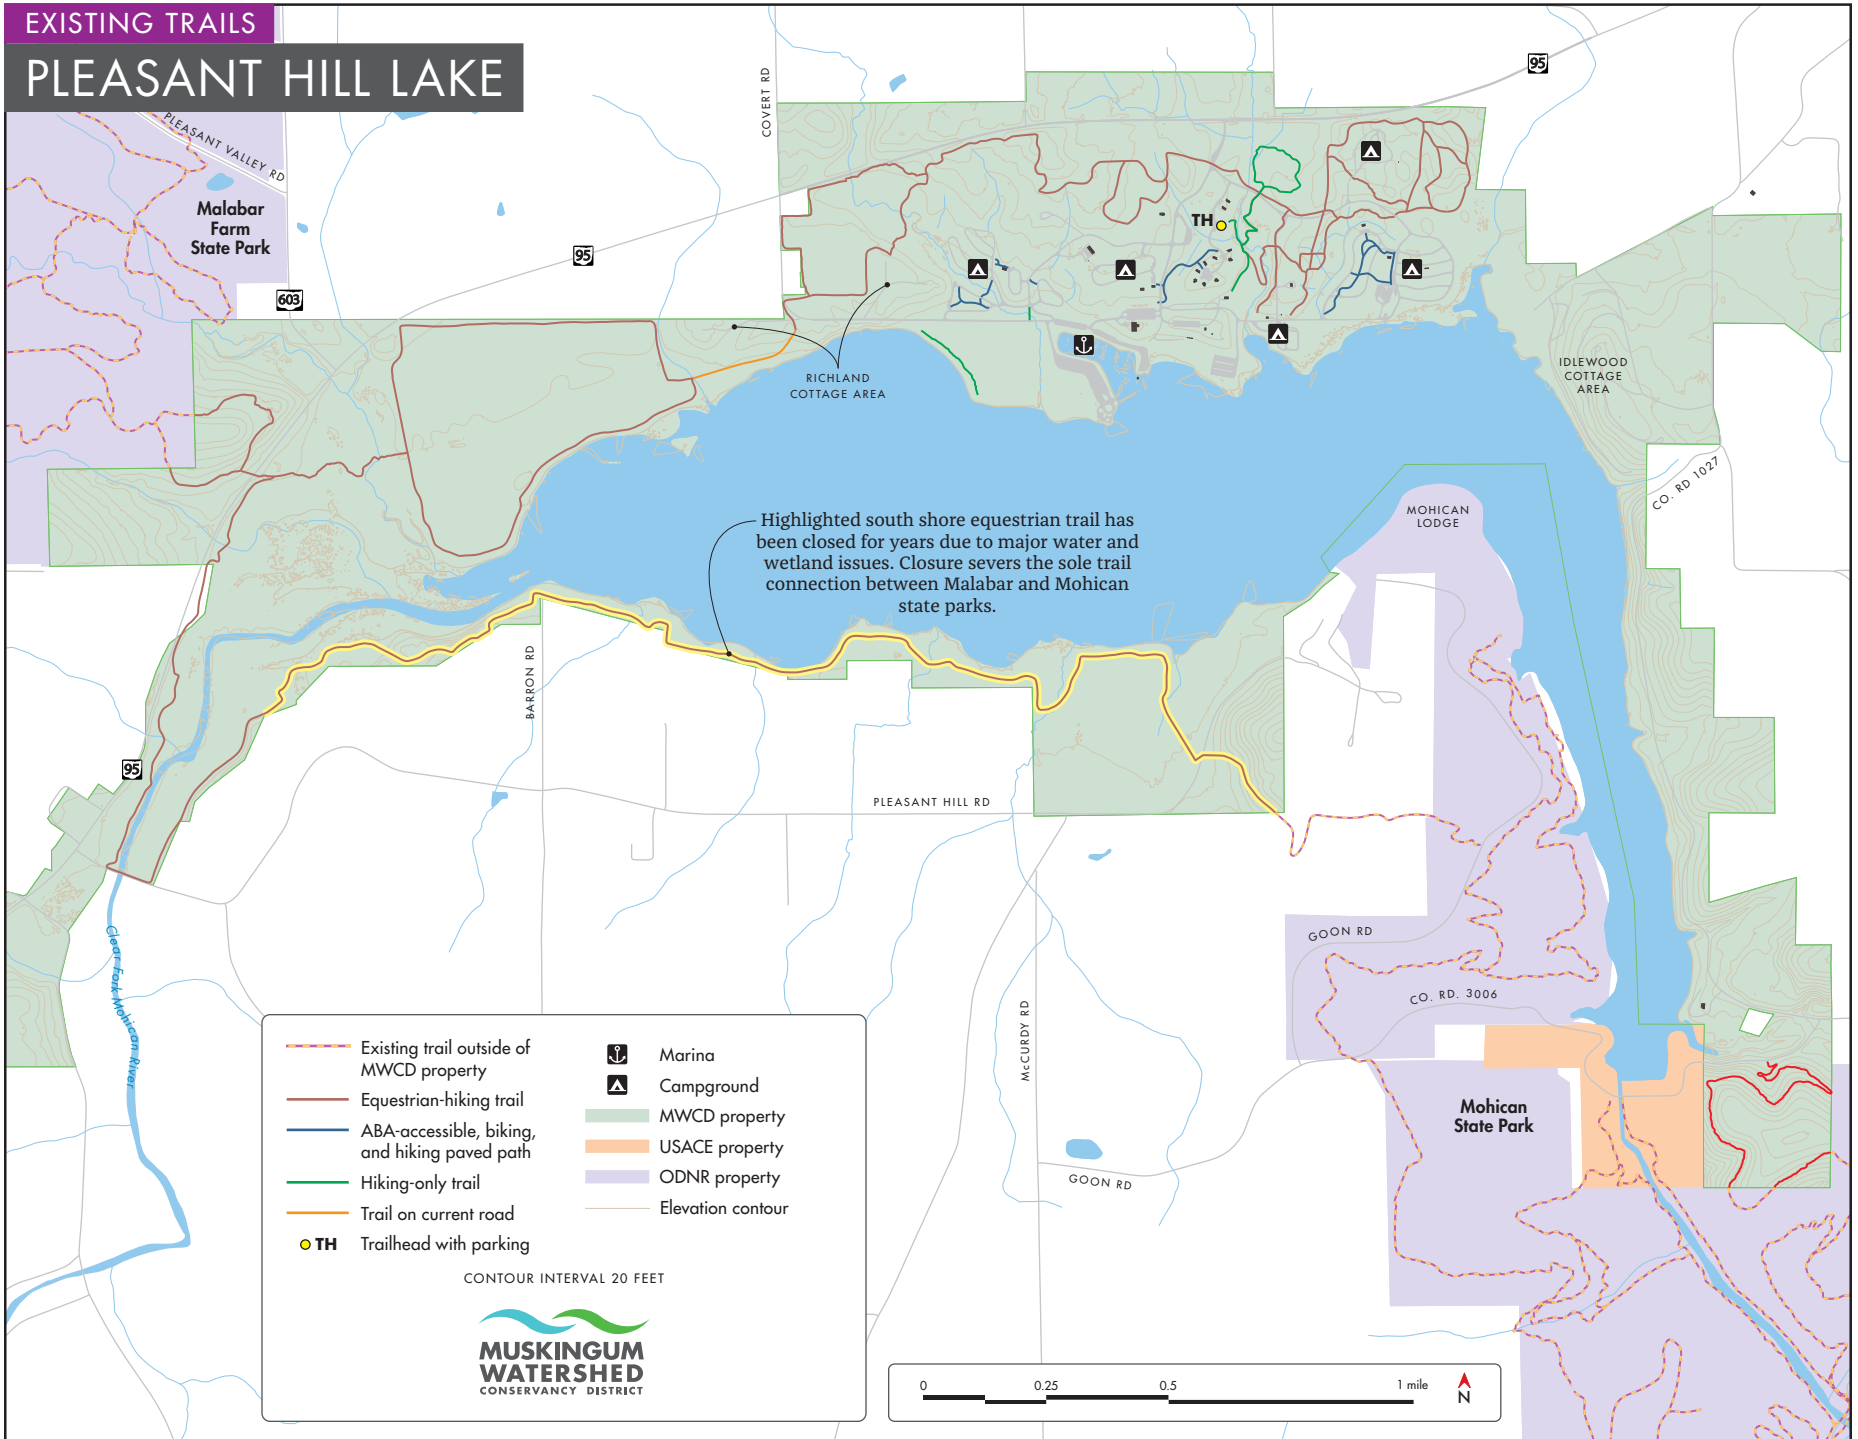 EXISTING TRAILS
PLEASANT HILL LAKE
COVERT RD
95
PLEASANT VALLEY RD
Malabar
Farm
State Park
95
603
TH
RICHLAND
COTTAGE AREA
IDLEWOOD
COTTAGE
AREA
CO. RD 1027
MOHICAN
LODGE
Highlighted south shore equestrian trail has
been closed for years due to major water and
wetland issues. Closure severs the sole trail
connection between Malabar and Mohican
state parks.
BARRON RD
95
PLEASANT HILL RD
Clear Fork Mohican River
GOON RD
CO. RD. 3006
McCURDY RD
GOON RD
Mohican
State Park
Existing trail outside of
MWCD property
Equestrian-hiking trail
ABA-accessible, biking,
and hiking paved path
Hiking-only trail
Trail on current road
TH Trailhead with parking
Marina
Campground
MWCD property
USACE property
ODNR property
Elevation contour
CONTOUR INTERVAL 20 FEET
MUSKINGUM
WATERSHED
CONSERVANCY DISTRICT
0 0.25 0.5 1 mile
N